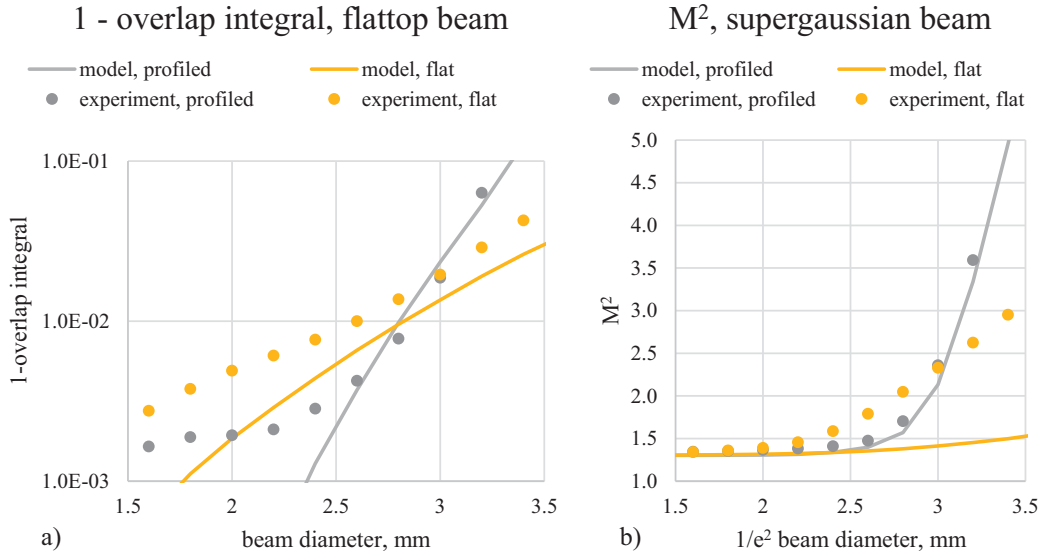 1 - overlap integral, flattop beam
model, profiled
model, flat
experiment, profiled
experiment, flat
1.0E-01
1.0E-02
1.0E-03
1-overlap integral
1.5
2
2.5
3
3.5
beam diameter, mm
a)
M², supergaussian beam
model, profiled
model, flat
experiment, profiled
experiment, flat
5.0
4.5
4.0
3.5
3.0
2.5
2.0
1.5
1.0
M²
1.5
2.0
2.5
3.0
3.5
1/e² beam diameter, mm
b)